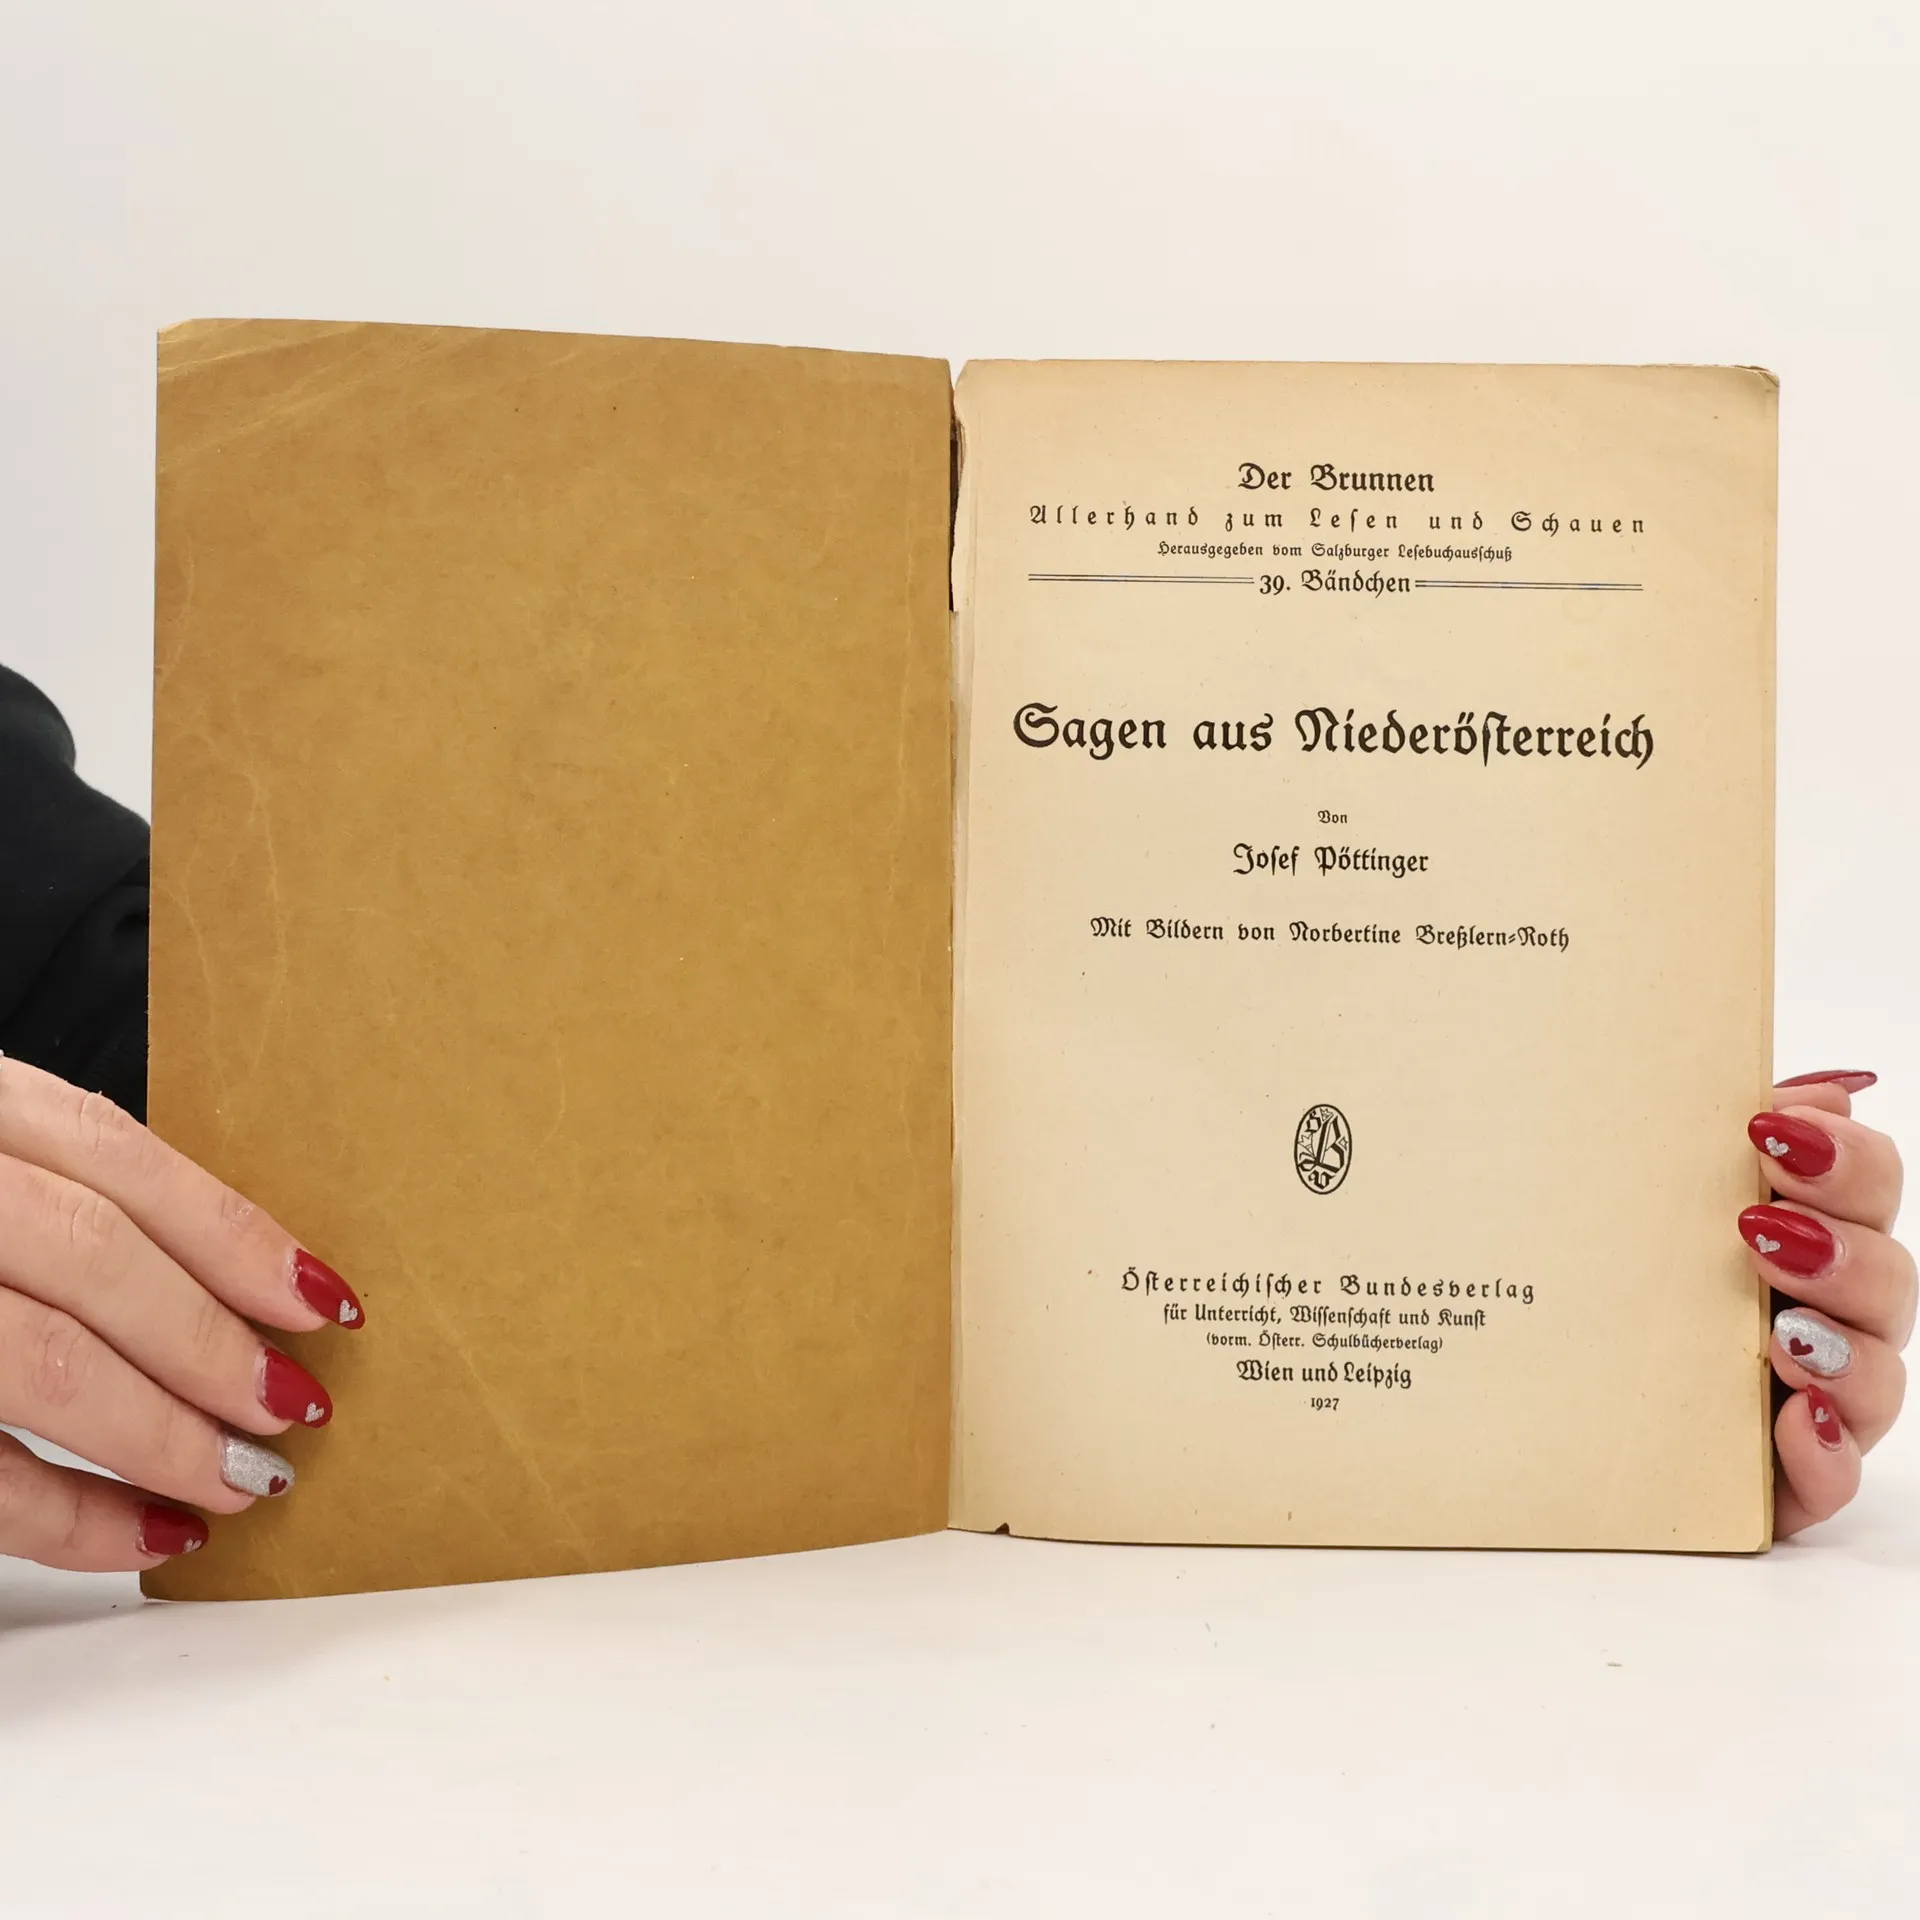 Der Brunnen
Allerhand zum Lesen und Schauen
Herausgegeben vom Salzburger Lesebuchausschuß
39. Bändchen
Sagen aus Niederösterreich
Von
Josef Pöttinger
Mit Bildern von Norbertine Breßlern-Roth
Österreichischer Bundesverlag
für Unterricht, Wissenschaft und Kunst
(vorm. Österr. Schulbücherverlag)
Wien und Leipzig
1927